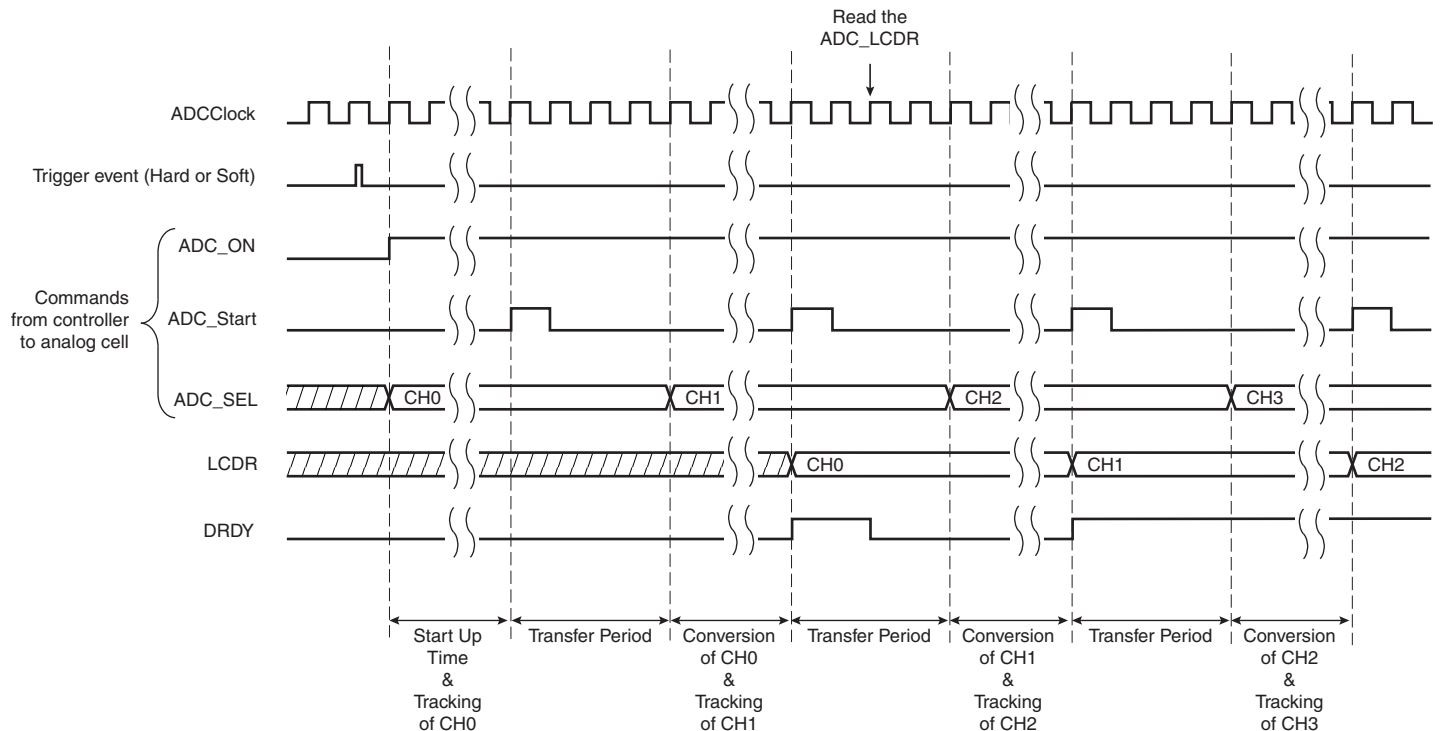 Read the
ADC_LCDR
ADCClock
Trigger event (Hard or Soft)
ADC_ON
Commands
from controller
to analog cell
ADC_Start
ADC_SEL
CH0
CH1
CH2
CH3
LCDR
CH0
CH1
CH2
DRDY
Start Up
Time
&
Tracking
of CH0
Transfer Period
Conversion
of CH0
&
Tracking
of CH1
Transfer Period
Conversion
of CH1
&
Tracking
of CH2
Transfer Period
Conversion
of CH2
&
Tracking
of CH3